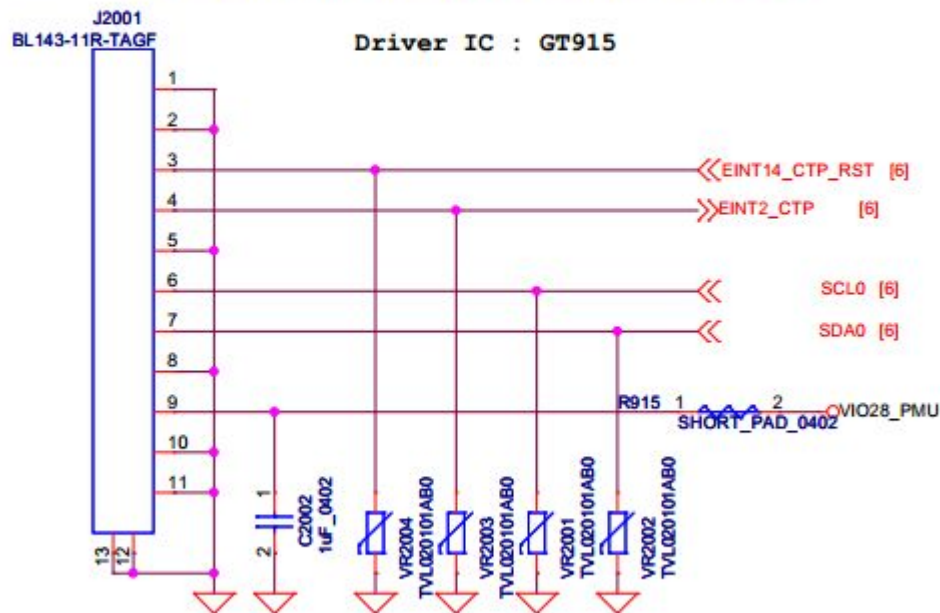 J2001
BL143-11R-TAGF
Driver IC : GT915
1
2
3
EINT14_CTP_RST [6]
4
EINT2_CTP [6]
5
6
SCL0 [6]
7
SDA0 [6]
8
9
R915 1 2 VIO28_PMU
SHORT_PAD_0402
10
11
13
12
1
2
C2002
1uF_0402
VR2004
TVL020101AB0
VR2003
TVL020101AB0
VR2001
TVL020101AB0
VR2002
TVL020101AB0